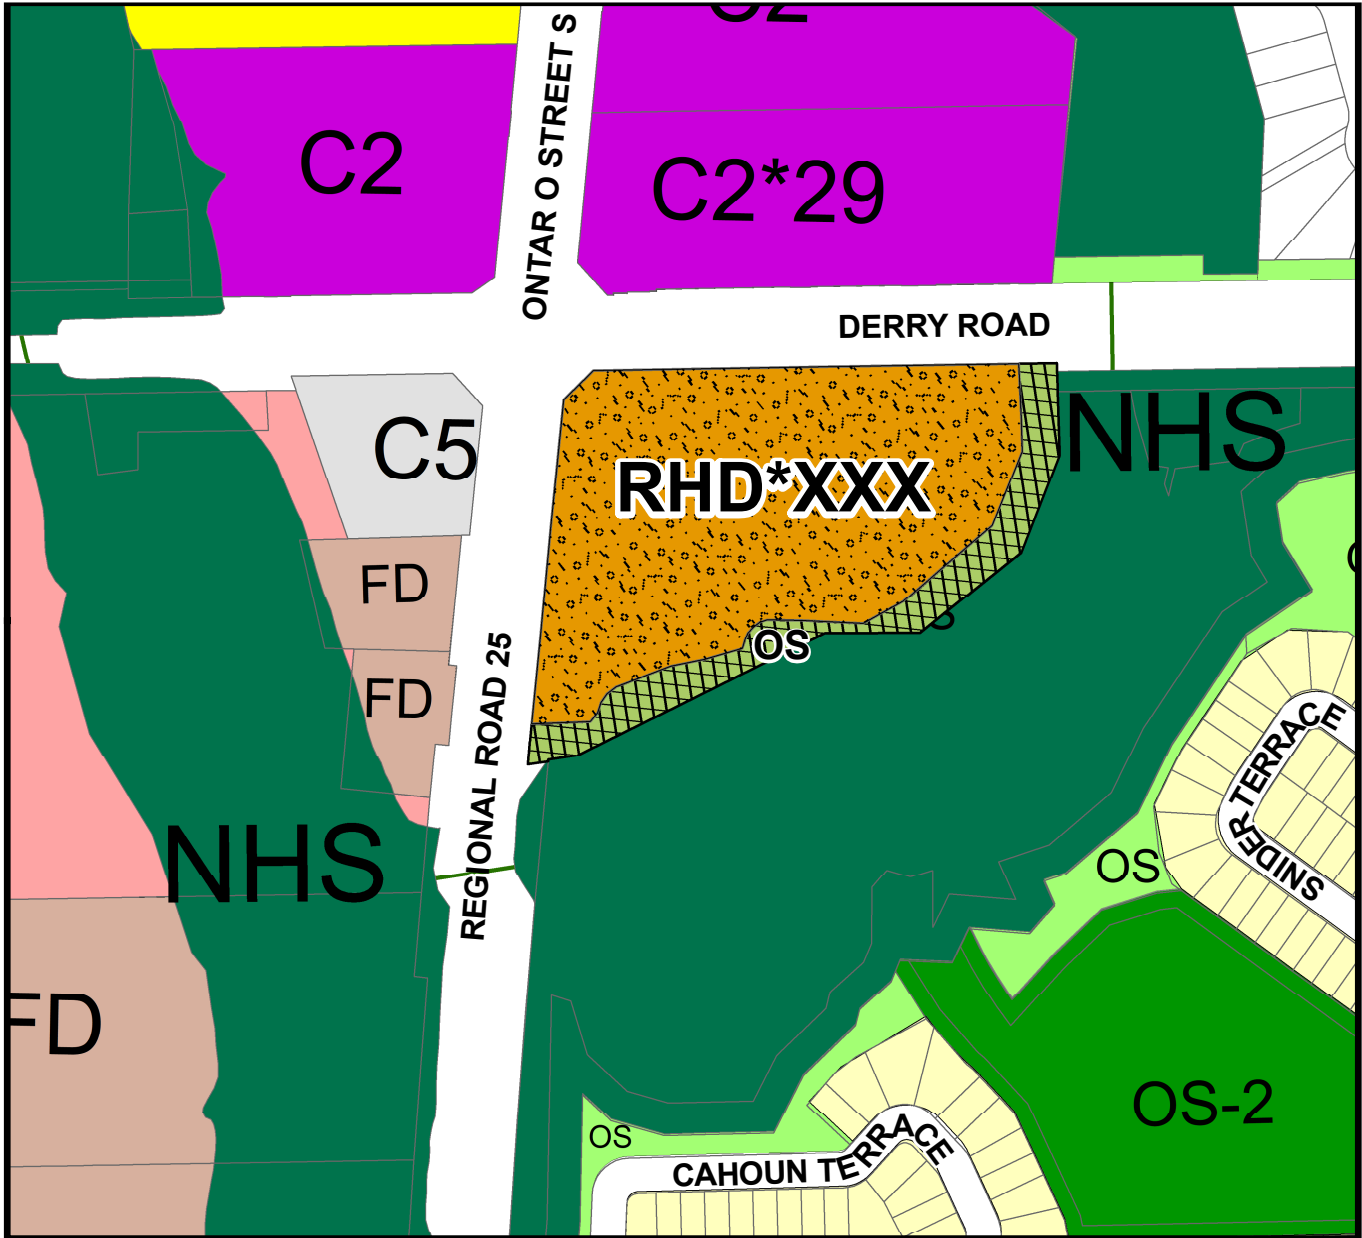 C2
ONTAR O STREET S
C2
C2*29
DERRY ROAD
NHS
C5
RHD*XXX
FD
S
OS
FD
REGIONAL ROAD 25
SNIDER TERRACE
NHS
OS
FD
OS-2
OS
CAHOUN TERRACE